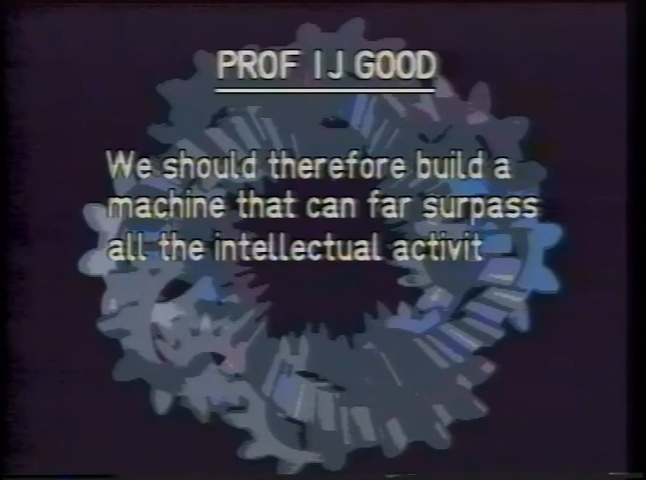 PROF I J GOOD
We should therefore build a
machine that can far surpass
all the intellectual activit